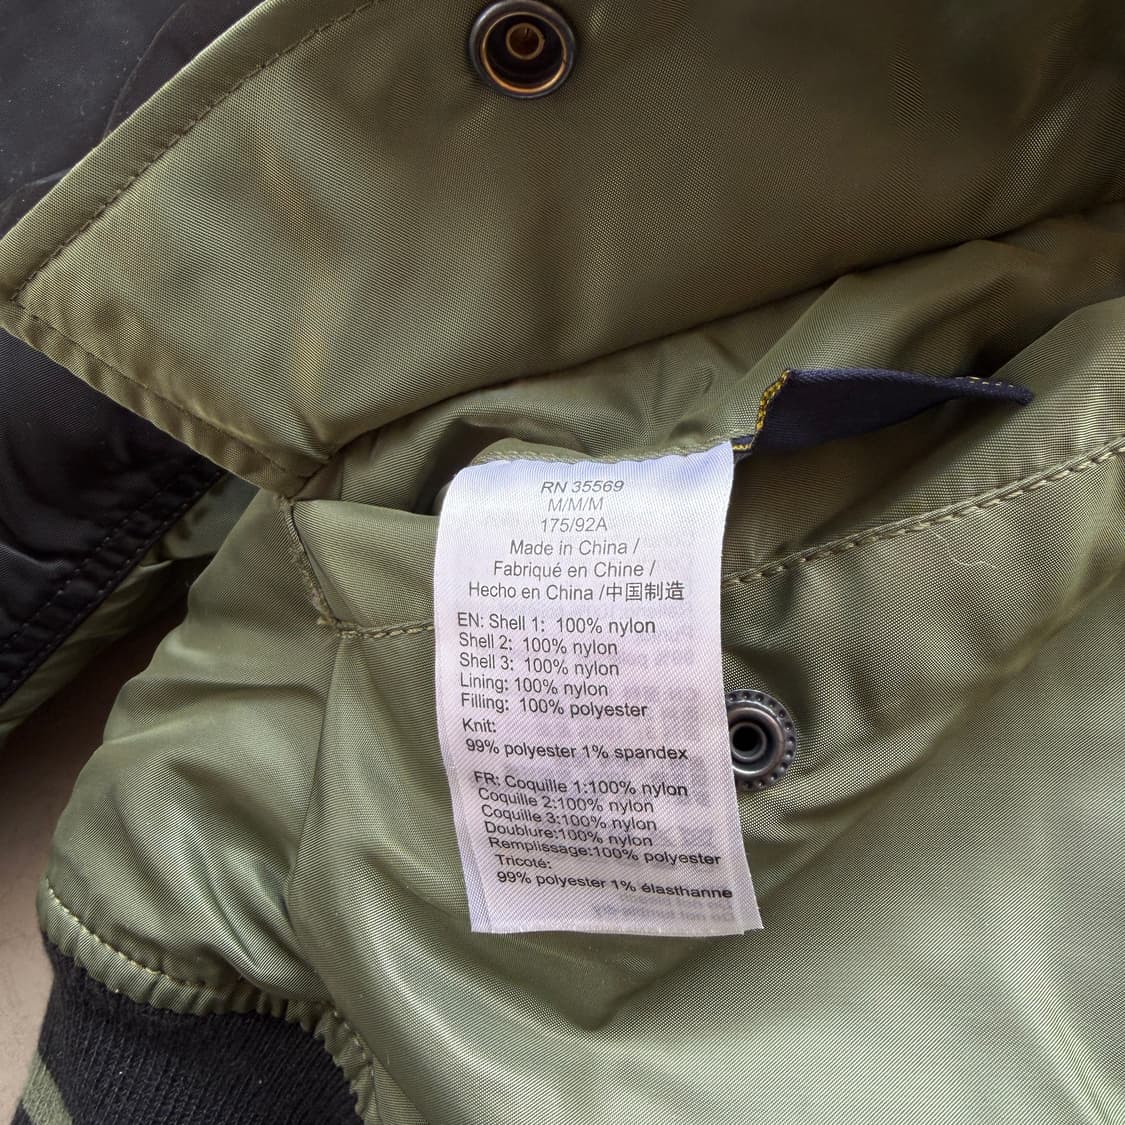 RN 35569
M/M/M
175/92A
Made in China /
Fabriqué en Chine /
Hecho en China /中国制造
EN: Shell 1: 100% nylon
Shell 2: 100% nylon
Shell 3: 100% nylon
Lining: 100% nylon
Filling: 100% polyester
Knit:
99% polyester 1% spandex
FR: Coquille 1:100% nylon
Coquille 2:100% nylon
Coquille 3:100% nylon
Doublure:100% nylon
Remplissage:100% polyester
Tricoté:
99% polyester 1% élasthanne